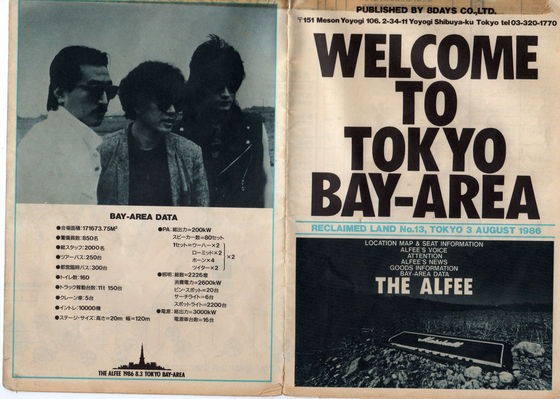 BAY-AREA DATA
●会場面積：171673.75M²
●警備員数：850名
●総スタッフ：2000名
●ツアーバス：250台
●都営臨時バス：300台
●トイレ数：160
●トラック稼動台数：11t 150台
●クレーン車：5台
●イントレ：10000機
●ステージ・サイズ：高さ=20m 幅=120m
●PA：総出力=200kW
スピーカー数=80セット
1セット=ウーハー×2
ローミッド×2
ホーン×4
ツイター×2
×2
●照明：総数=2226台
消費電力=2600kW
ピン・スポット=20台
サーチライト=6台
スポットライト=2200台
●電源：総出力=3000kW
電源車台数=16台
THE ALFEE 1986 8.3 TOKYO BAY-AREA
PUBLISHED BY 8DAYS CO.,LTD.
〒151 Meson Yoyogi 106. 2-34-11 Yoyogi Shibuya-ku Tokyo tel 03-320-1770
WELCOME
TO
TOKYO
BAY-AREA
RECLAIMED LAND No.13, TOKYO 3 AUGUST 1986
LOCATION MAP & SEAT INFORMATION
ALFEE'S VOICE
ATTENTION
ALFEE'S NEWS
GOODS INFORMATION
BAY-AREA DATA
THE ALFEE
Marshall